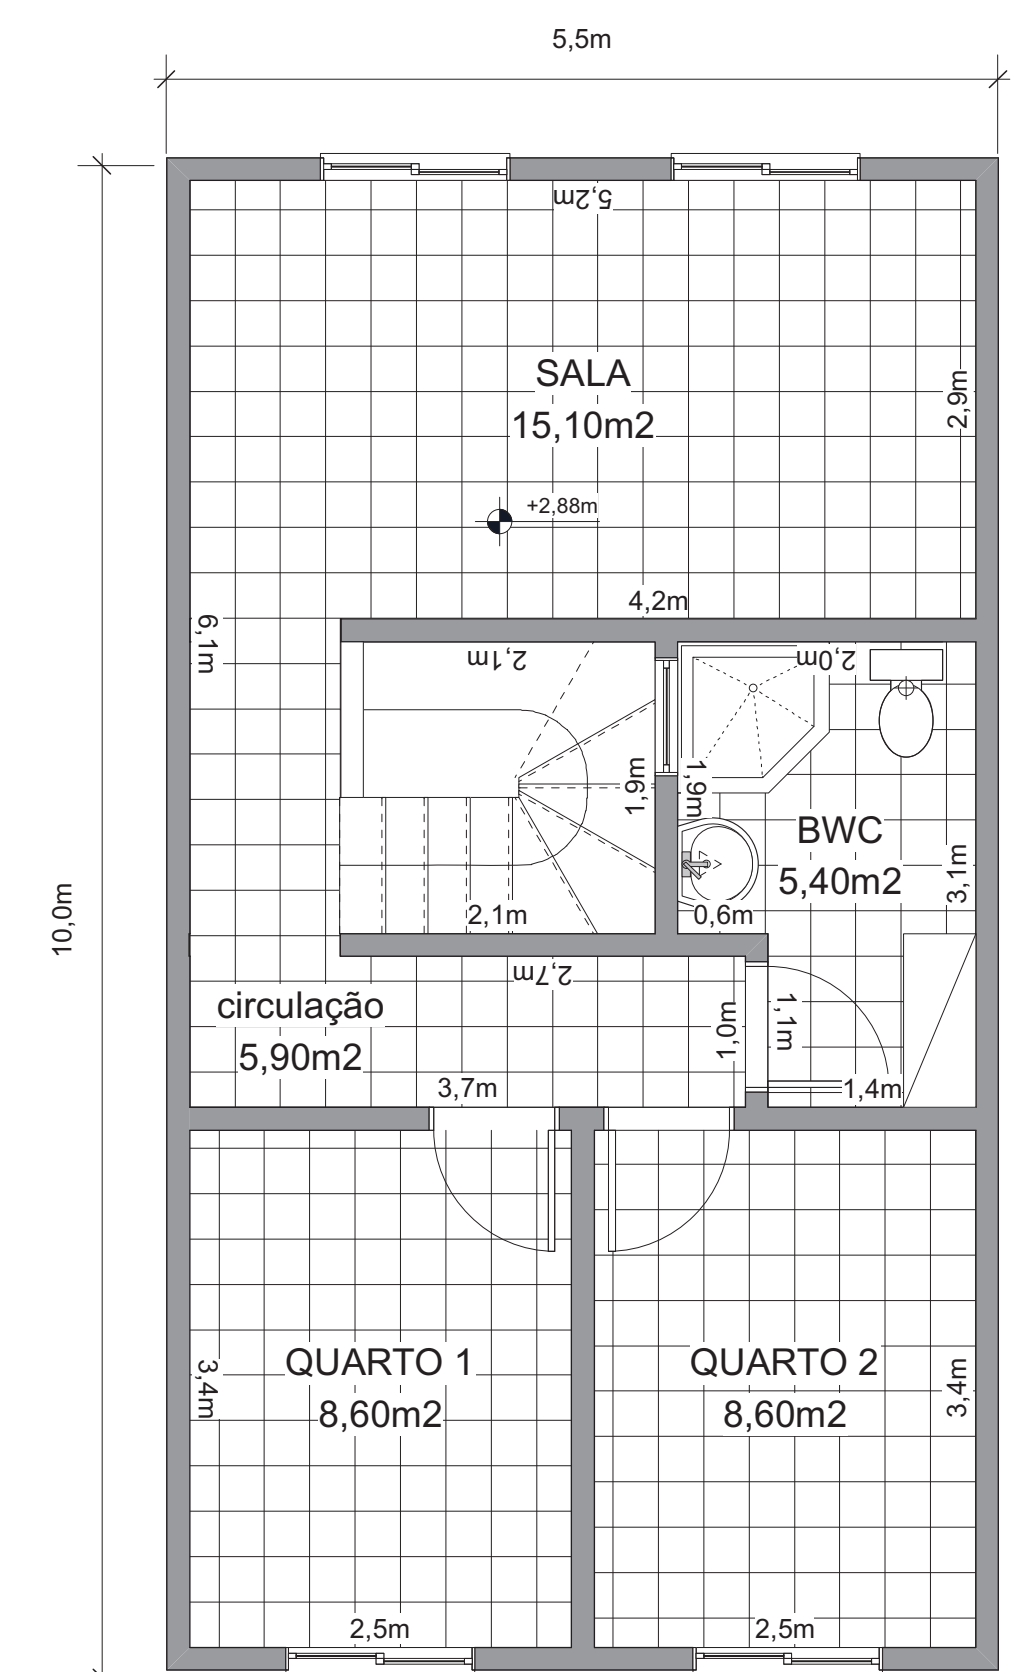 5,5m
5,2m
SALA
15,10m2
2,9m
+2,88m
4,2m
6,1m
2,1m
2,0m
1,9m
1,9m
BWC
5,40m2
3,1m
10,0m
2,1m
0,6m
2,7m
circulação
5,90m2
1,0m
1,1m
3,7m
1,4m
QUARTO 1
8,60m2
3,4m
QUARTO 2
8,60m2
3,4m
2,5m
2,5m